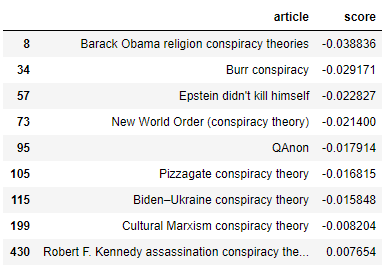 article score
8 Barack Obama religion conspiracy theories -0.038836
34 Burr conspiracy -0.029171
57 Epstein didn't kill himself -0.022827
73 New World Order (conspiracy theory) -0.021400
95 QAnon -0.017914
105 Pizzagate conspiracy theory -0.016815
115 Biden–Ukraine conspiracy theory -0.015848
199 Cultural Marxism conspiracy theory -0.008204
430 Robert F. Kennedy assassination conspiracy the... 0.007654